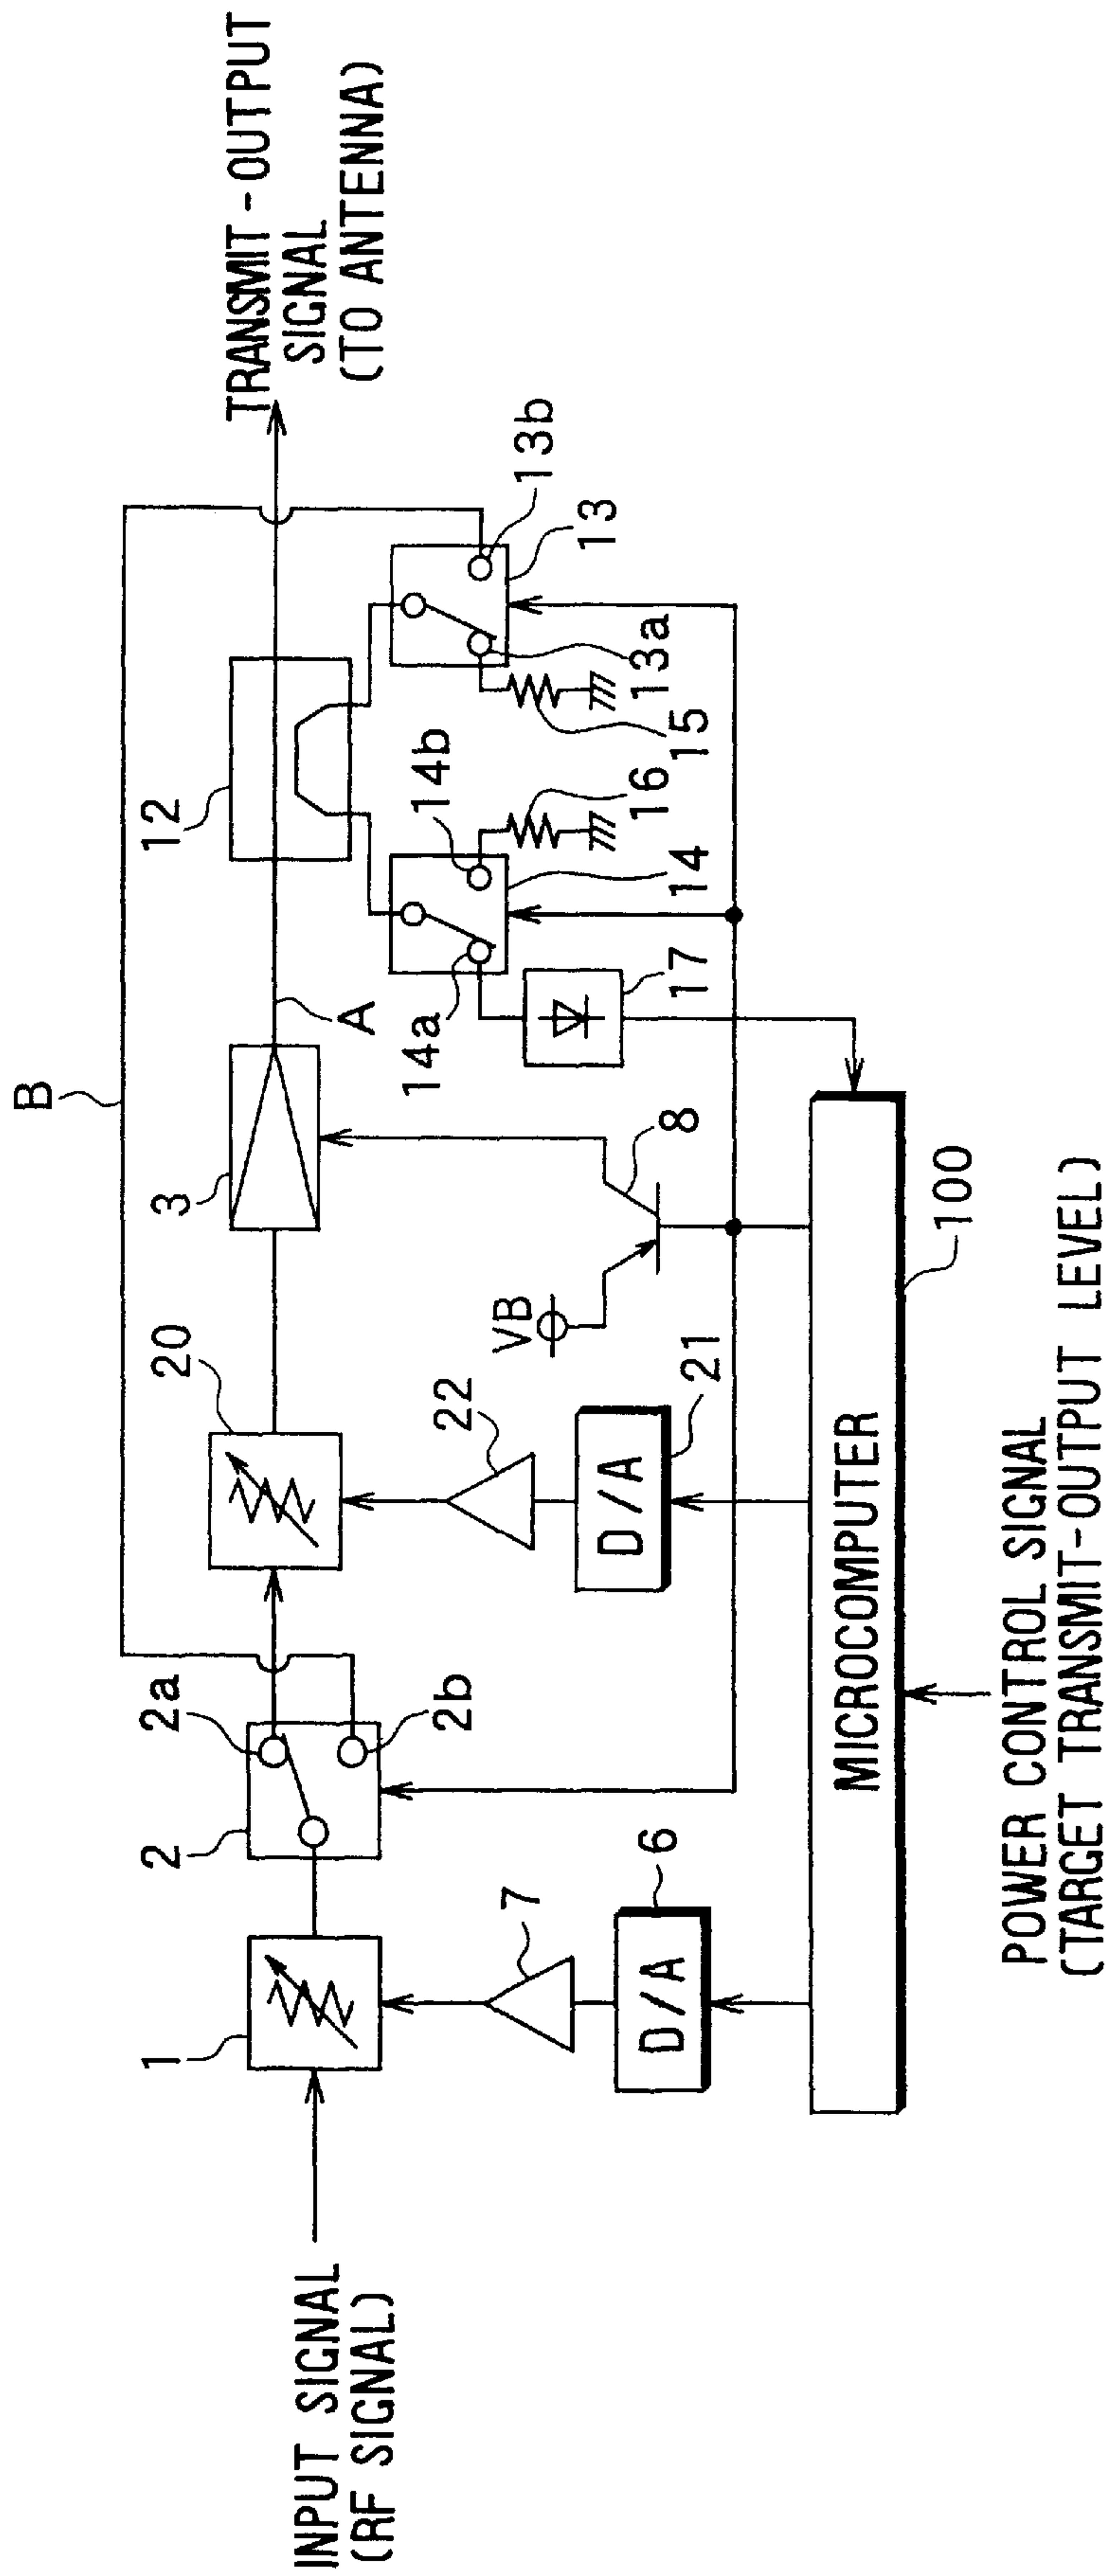 TRANSMIT-OUTPUT
SIGNAL
(TO ANTENNA)
B
12
13b
13
13a
15
14b
16
14
14a
17
A
3
8
VB
20
22
21
D/A
2a
2b
2
1
7
6
D/A
MICROCOMPUTER
100
INPUT SIGNAL
(RF SIGNAL)
POWER CONTROL SIGNAL
(TARGET TRANSMIT-OUTPUT LEVEL)